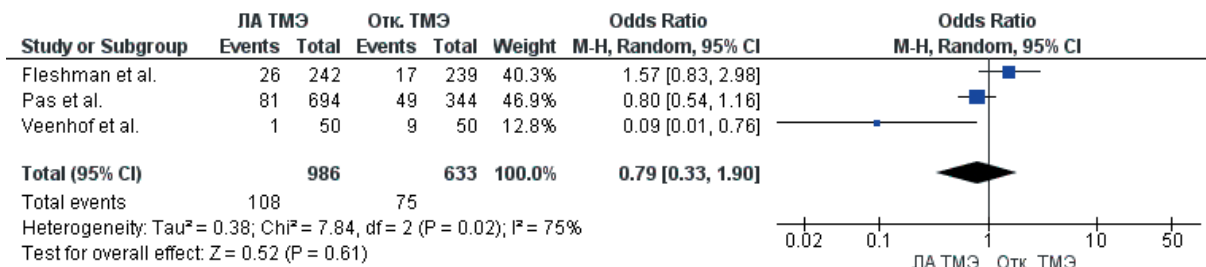 ЛА ТМЭ Отк. ТМЭ Odds Ratio Odds Ratio
Study or Subgroup Events Total Events Total Weight M-H, Random, 95% CI M-H, Random, 95% CI
Fleshman et al. 26 242 17 239 40.3% 1.57 [0.83, 2.98]
Pas et al. 81 694 49 344 46.9% 0.80 [0.54, 1.16]
Veenhof et al. 1 50 9 50 12.8% 0.09 [0.01, 0.76]
Total (95% CI) 986 633 100.0% 0.79 [0.33, 1.90]
Total events 108 75
Heterogeneity: Tau² = 0.38; Chi² = 7.84, df = 2 (P = 0.02); I² = 75%
Test for overall effect: Z = 0.52 (P = 0.61)
0.02 0.1 1 10 50
ЛА ТМЭ Отк. ТМЭ